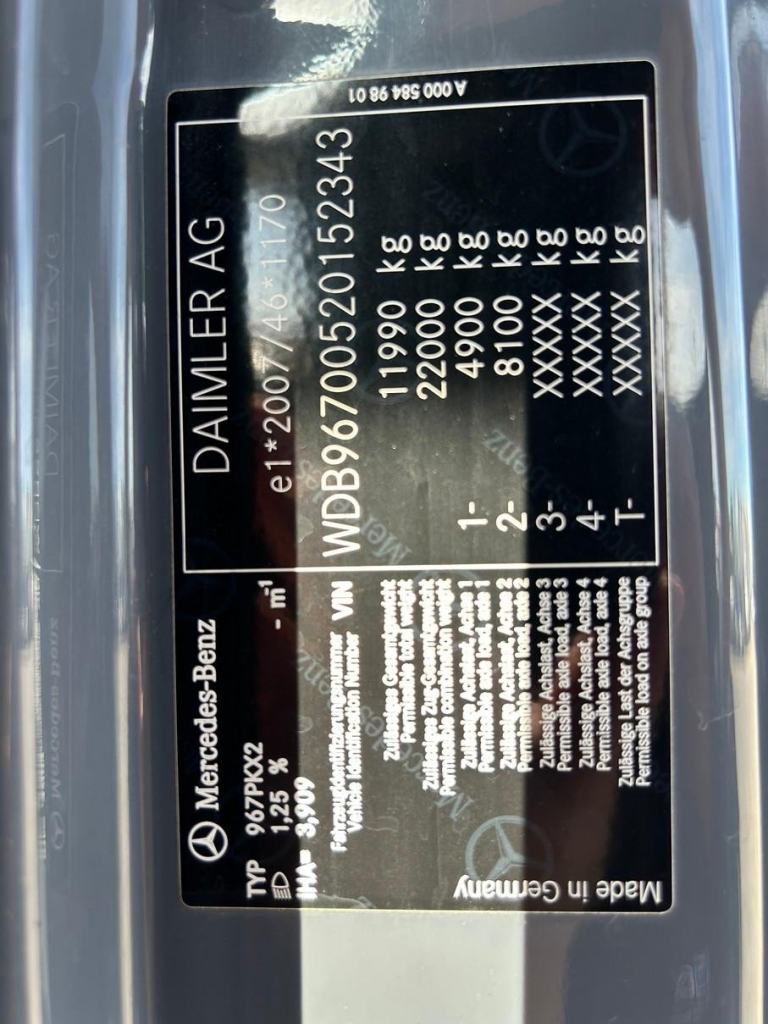 Mercedes-Benz
DAIMLER AG
TYP 967PKX2
- m⁻¹
e1*2007/46*1170
1,25 %
IHA= 3,909
Fahrzeugidentifizierungsnummer
Vehicle Identification Number
VIN WDB9670052O152343
Zulässige Gesamtgewicht
Permissible total weight
11990 kg
Zulässige Zug-Gesamtgewicht
Permissible combination weight
22000 kg
Zulässige Achslast, Achse 1
Permissible axle load, axle 1
1- 4900 kg
Zulässige Achslast, Achse 2
Permissible axle load, axle 2
2- 8100 kg
Zulässige Achslast, Achse 3
Permissible axle load, axle 3
3- XXXXX kg
Zulässige Achslast, Achse 4
Permissible axle load, axle 4
4- XXXXX kg
Zulässige Last der Achsgruppe
Permissible load on axle group
T- XXXXX kg
Made in Germany
A 000 584 98 01